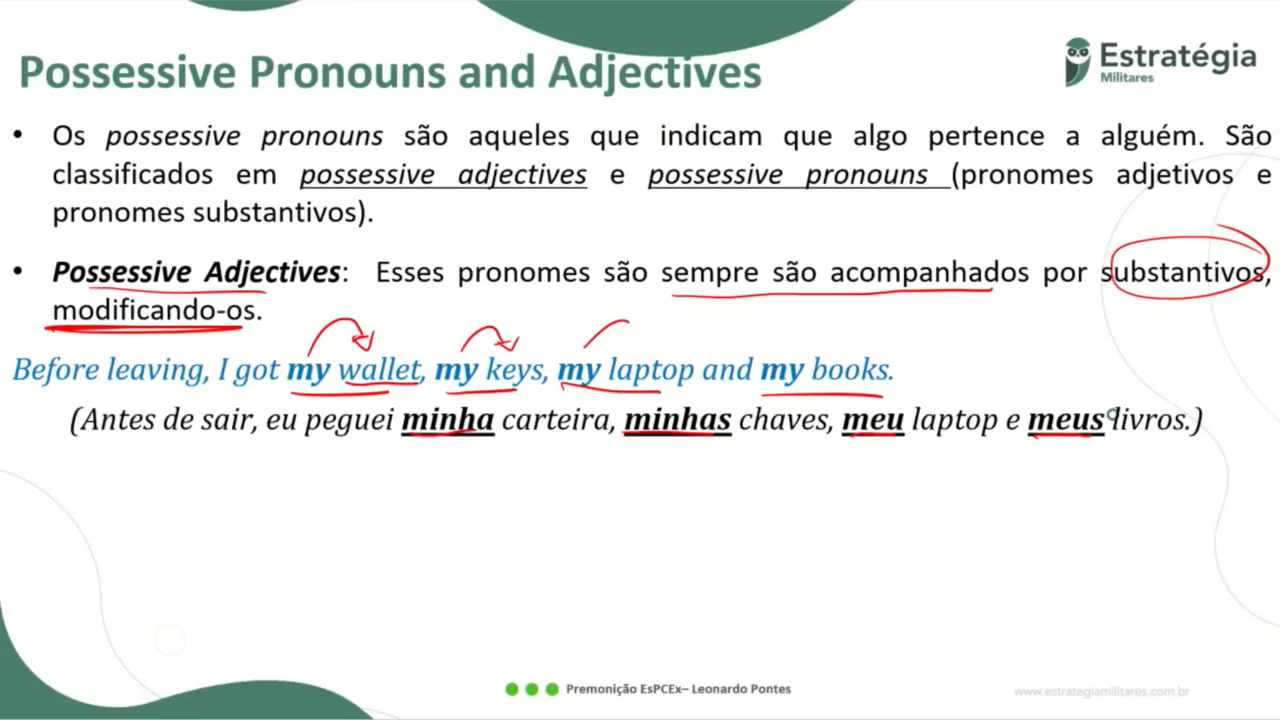 Possessive Pronouns and Adjectives
Estratégia
Militares
• Os possessive pronouns são aqueles que indicam que algo pertence a alguém. São
classificados em possessive adjectives e possessive pronouns (pronomes adjetivos e
pronomes substantivos).
• Possessive Adjectives: Esses pronomes são sempre são acompanhados por substantivos,
modificando-os.
Before leaving, I got my wallet, my keys, my laptop and my books.
(Antes de sair, eu peguei minha carteira, minhas chaves, meu laptop e meus livros.)
Premonição EsPCEx– Leonardo Pontes
www.estrategiamilitares.com.br